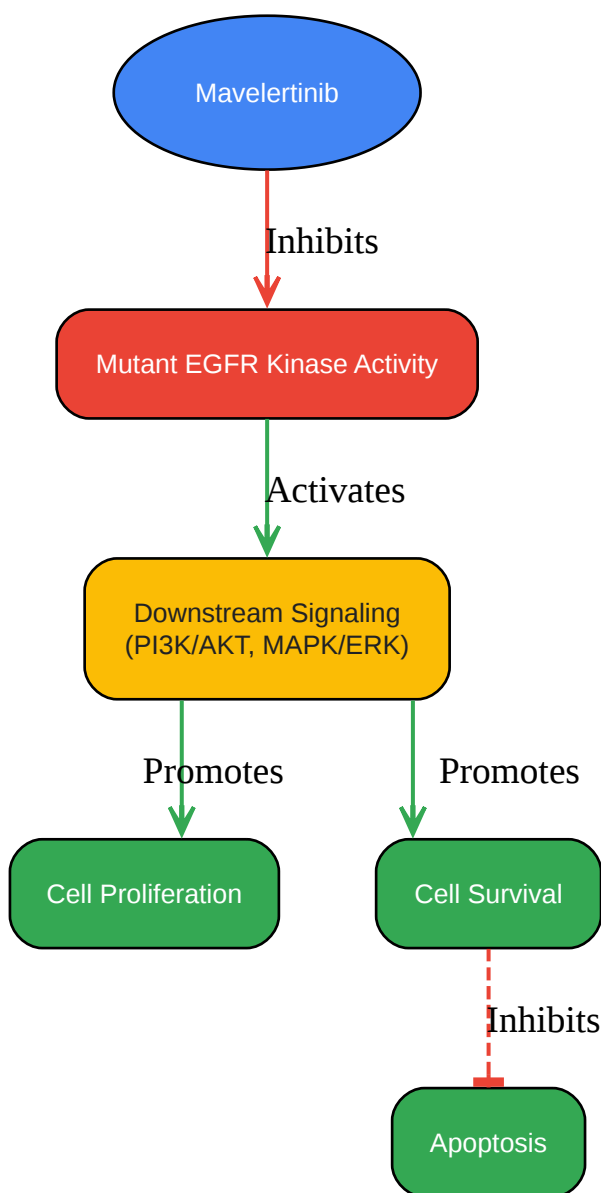 Mavelertinib
Inhibits
Mutant EGFR Kinase Activity
Activates
Downstream Signaling
(PI3K/AKT, MAPK/ERK)
Promotes
Promotes
Cell Proliferation
Cell Survival
Inhibits
Apoptosis